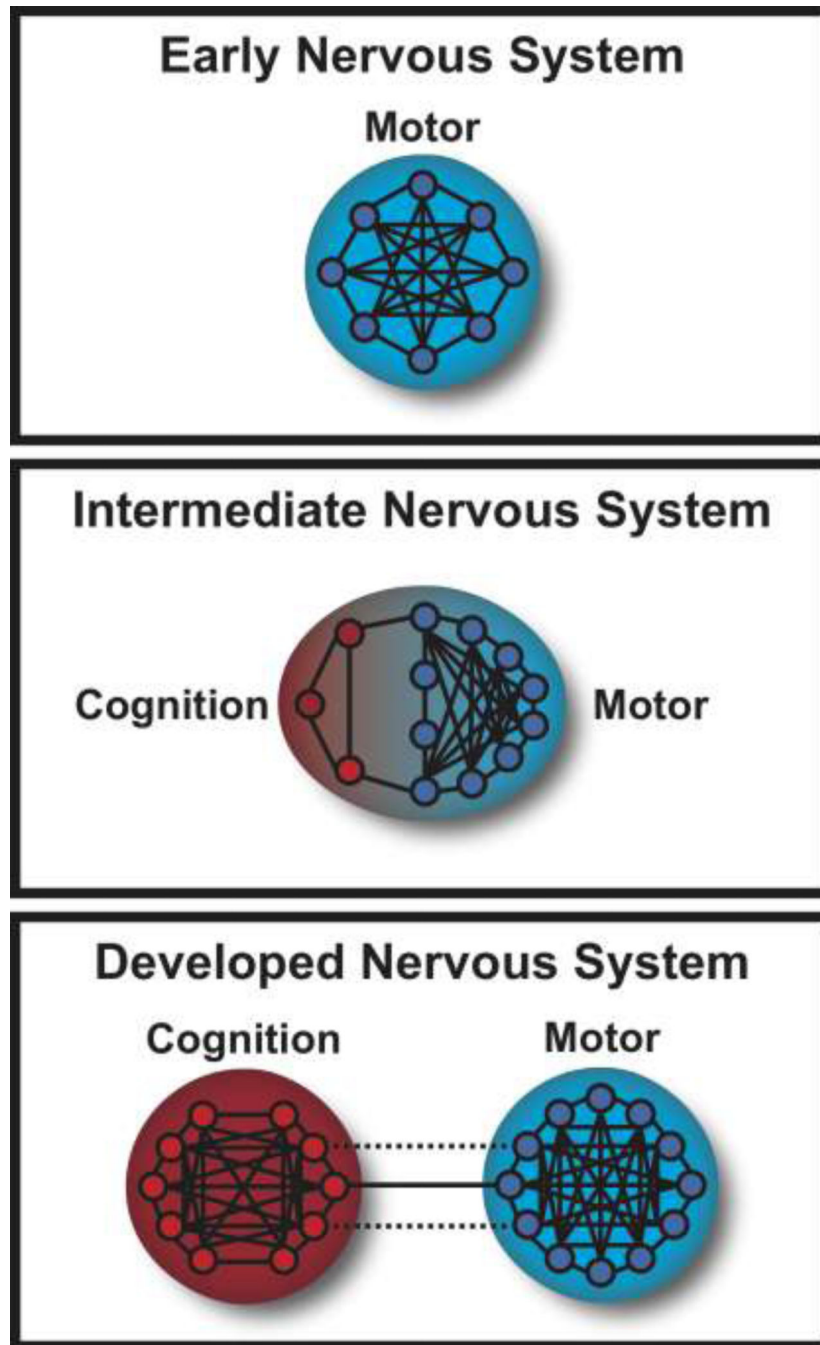 Early Nervous System
Motor
Intermediate Nervous System
Cognition
Motor
Developed Nervous System
Cognition
Motor